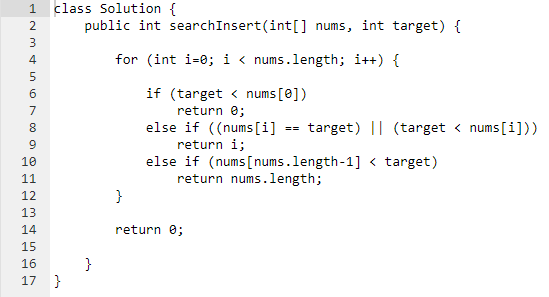 1 class Solution {
2     public int searchInsert(int[] nums, int target) {
3
4         for (int i=0; i < nums.length; i++) {
5
6             if (target < nums[0])
7                 return 0;
8             else if ((nums[i] == target) || (target < nums[i]))
9                 return i;
10             else if (nums[nums.length-1] < target)
11                 return nums.length;
12         }
13
14         return 0;
15
16     }
17 }